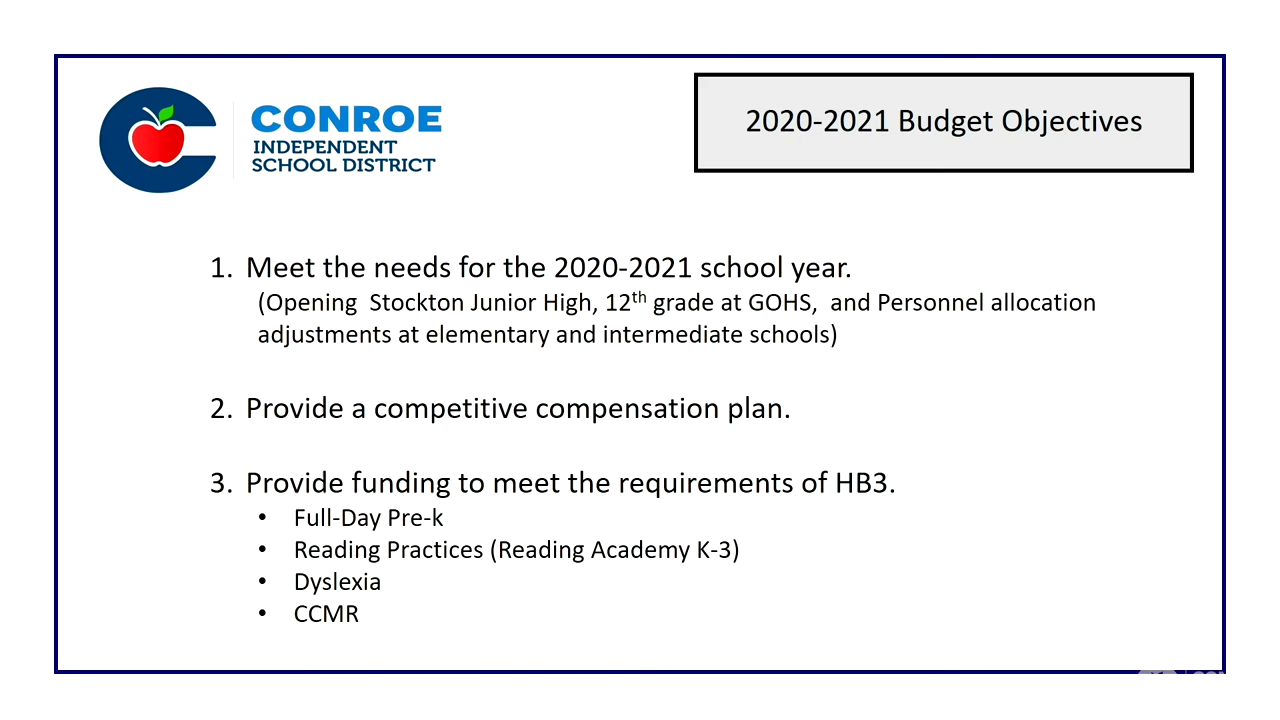 CONROE
INDEPENDENT
SCHOOL DISTRICT
2020-2021 Budget Objectives
1. Meet the needs for the 2020-2021 school year.
(Opening Stockton Junior High, 12th grade at GOHS, and Personnel allocation
adjustments at elementary and intermediate schools)
2. Provide a competitive compensation plan.
3. Provide funding to meet the requirements of HB3.
• Full-Day Pre-k
• Reading Practices (Reading Academy K-3)
• Dyslexia
• CCMR